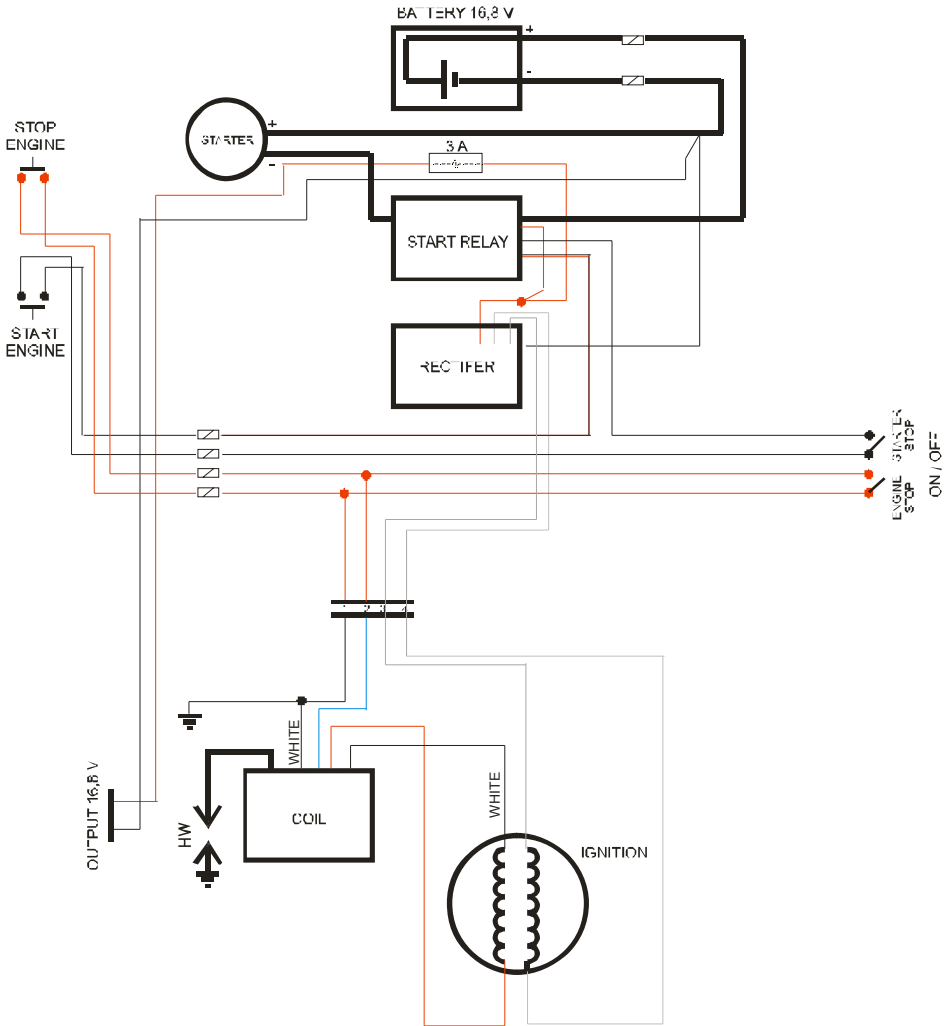 BATTERY 16,8 V
+
-
STARTER
+
-
3 A
STOP
ENGINE
START RELAY
START
ENGINE
RECTIFER
STARTER
STOP
ENGINE
STOP
ON / OFF
1 2 3 4
WHITE
COIL
HW
OUTPUT 16,8 V
WHITE
IGNITION